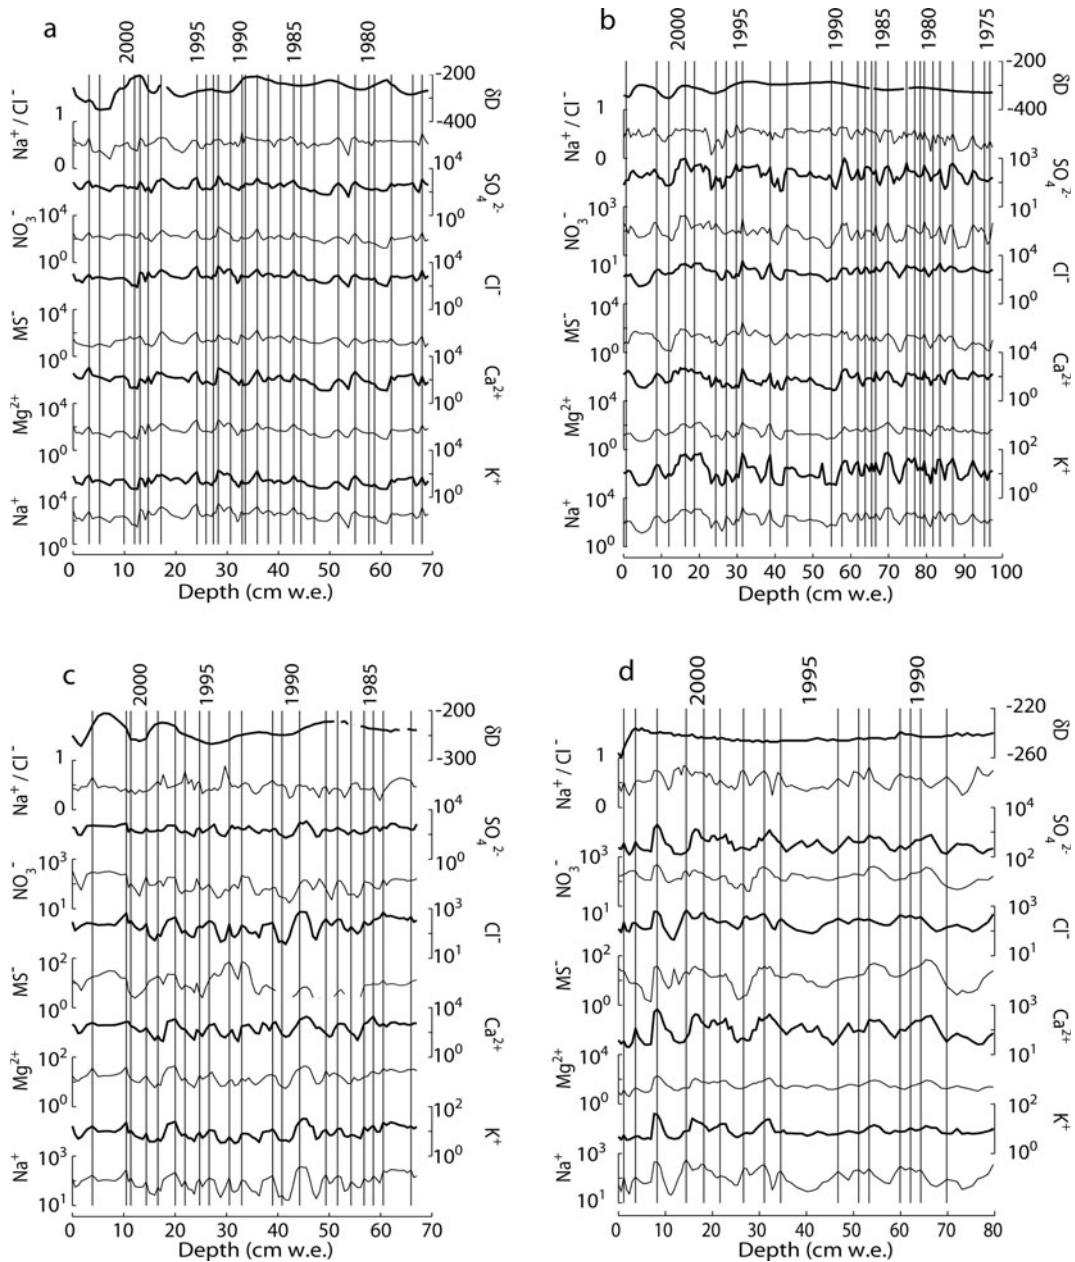 a
2000 1995 1990 1985 1980
-200
δD
-400
Na⁺ / Cl⁻
1
0
10⁴
SO₄²⁻
10⁰
NO₃⁻
10⁴
10⁰
10⁴
Cl⁻
10⁰
MS⁻
10⁴
10⁰
10⁴
Ca²⁺
10⁰
Mg²⁺
10⁴
10⁰
10⁴
K⁺
10⁰
Na⁺
10⁴
10⁰
0 10 20 30 40 50 60 70
Depth (cm w.e.)
b
2000 1995 1990 1985 1980 1975
-200
δD
-400
Na⁺ / Cl⁻
1
0
10³
SO₄²⁻
10¹
NO₃⁻
10³
10¹
10⁴
Cl⁻
10⁰
MS⁻
10⁴
10⁰
10⁴
Ca²⁺
10⁰
Mg²⁺
10⁴
10⁰
10²
K⁺
10⁰
Na⁺
10⁴
10⁰
0 10 20 30 40 50 60 70 80 90 100
Depth (cm w.e.)
c
2000 1995 1990 1985
-200
δD
-300
Na⁺ / Cl⁻
1
0
10⁴
SO₄²⁻
10⁰
NO₃⁻
10³
10¹
10³
Cl⁻
10¹
MS⁻
10²
10⁰
10⁴
Ca²⁺
10⁰
Mg²⁺
10²
10⁰
10²
K⁺
10⁰
Na⁺
10³
10¹
0 10 20 30 40 50 60 70
Depth (cm w.e.)
d
2000 1995 1990
-220
δD
-260
Na⁺ / Cl⁻
1
0
10⁴
SO₄²⁻
10²
NO₃⁻
10³
10¹
10³
Cl⁻
10¹
MS⁻
10²
10⁰
10³
Ca²⁺
10¹
Mg²⁺
10⁴
10⁰
10²
K⁺
10⁰
Na⁺
10³
10¹
0 10 20 30 40 50 60 70 80
Depth (cm w.e.)